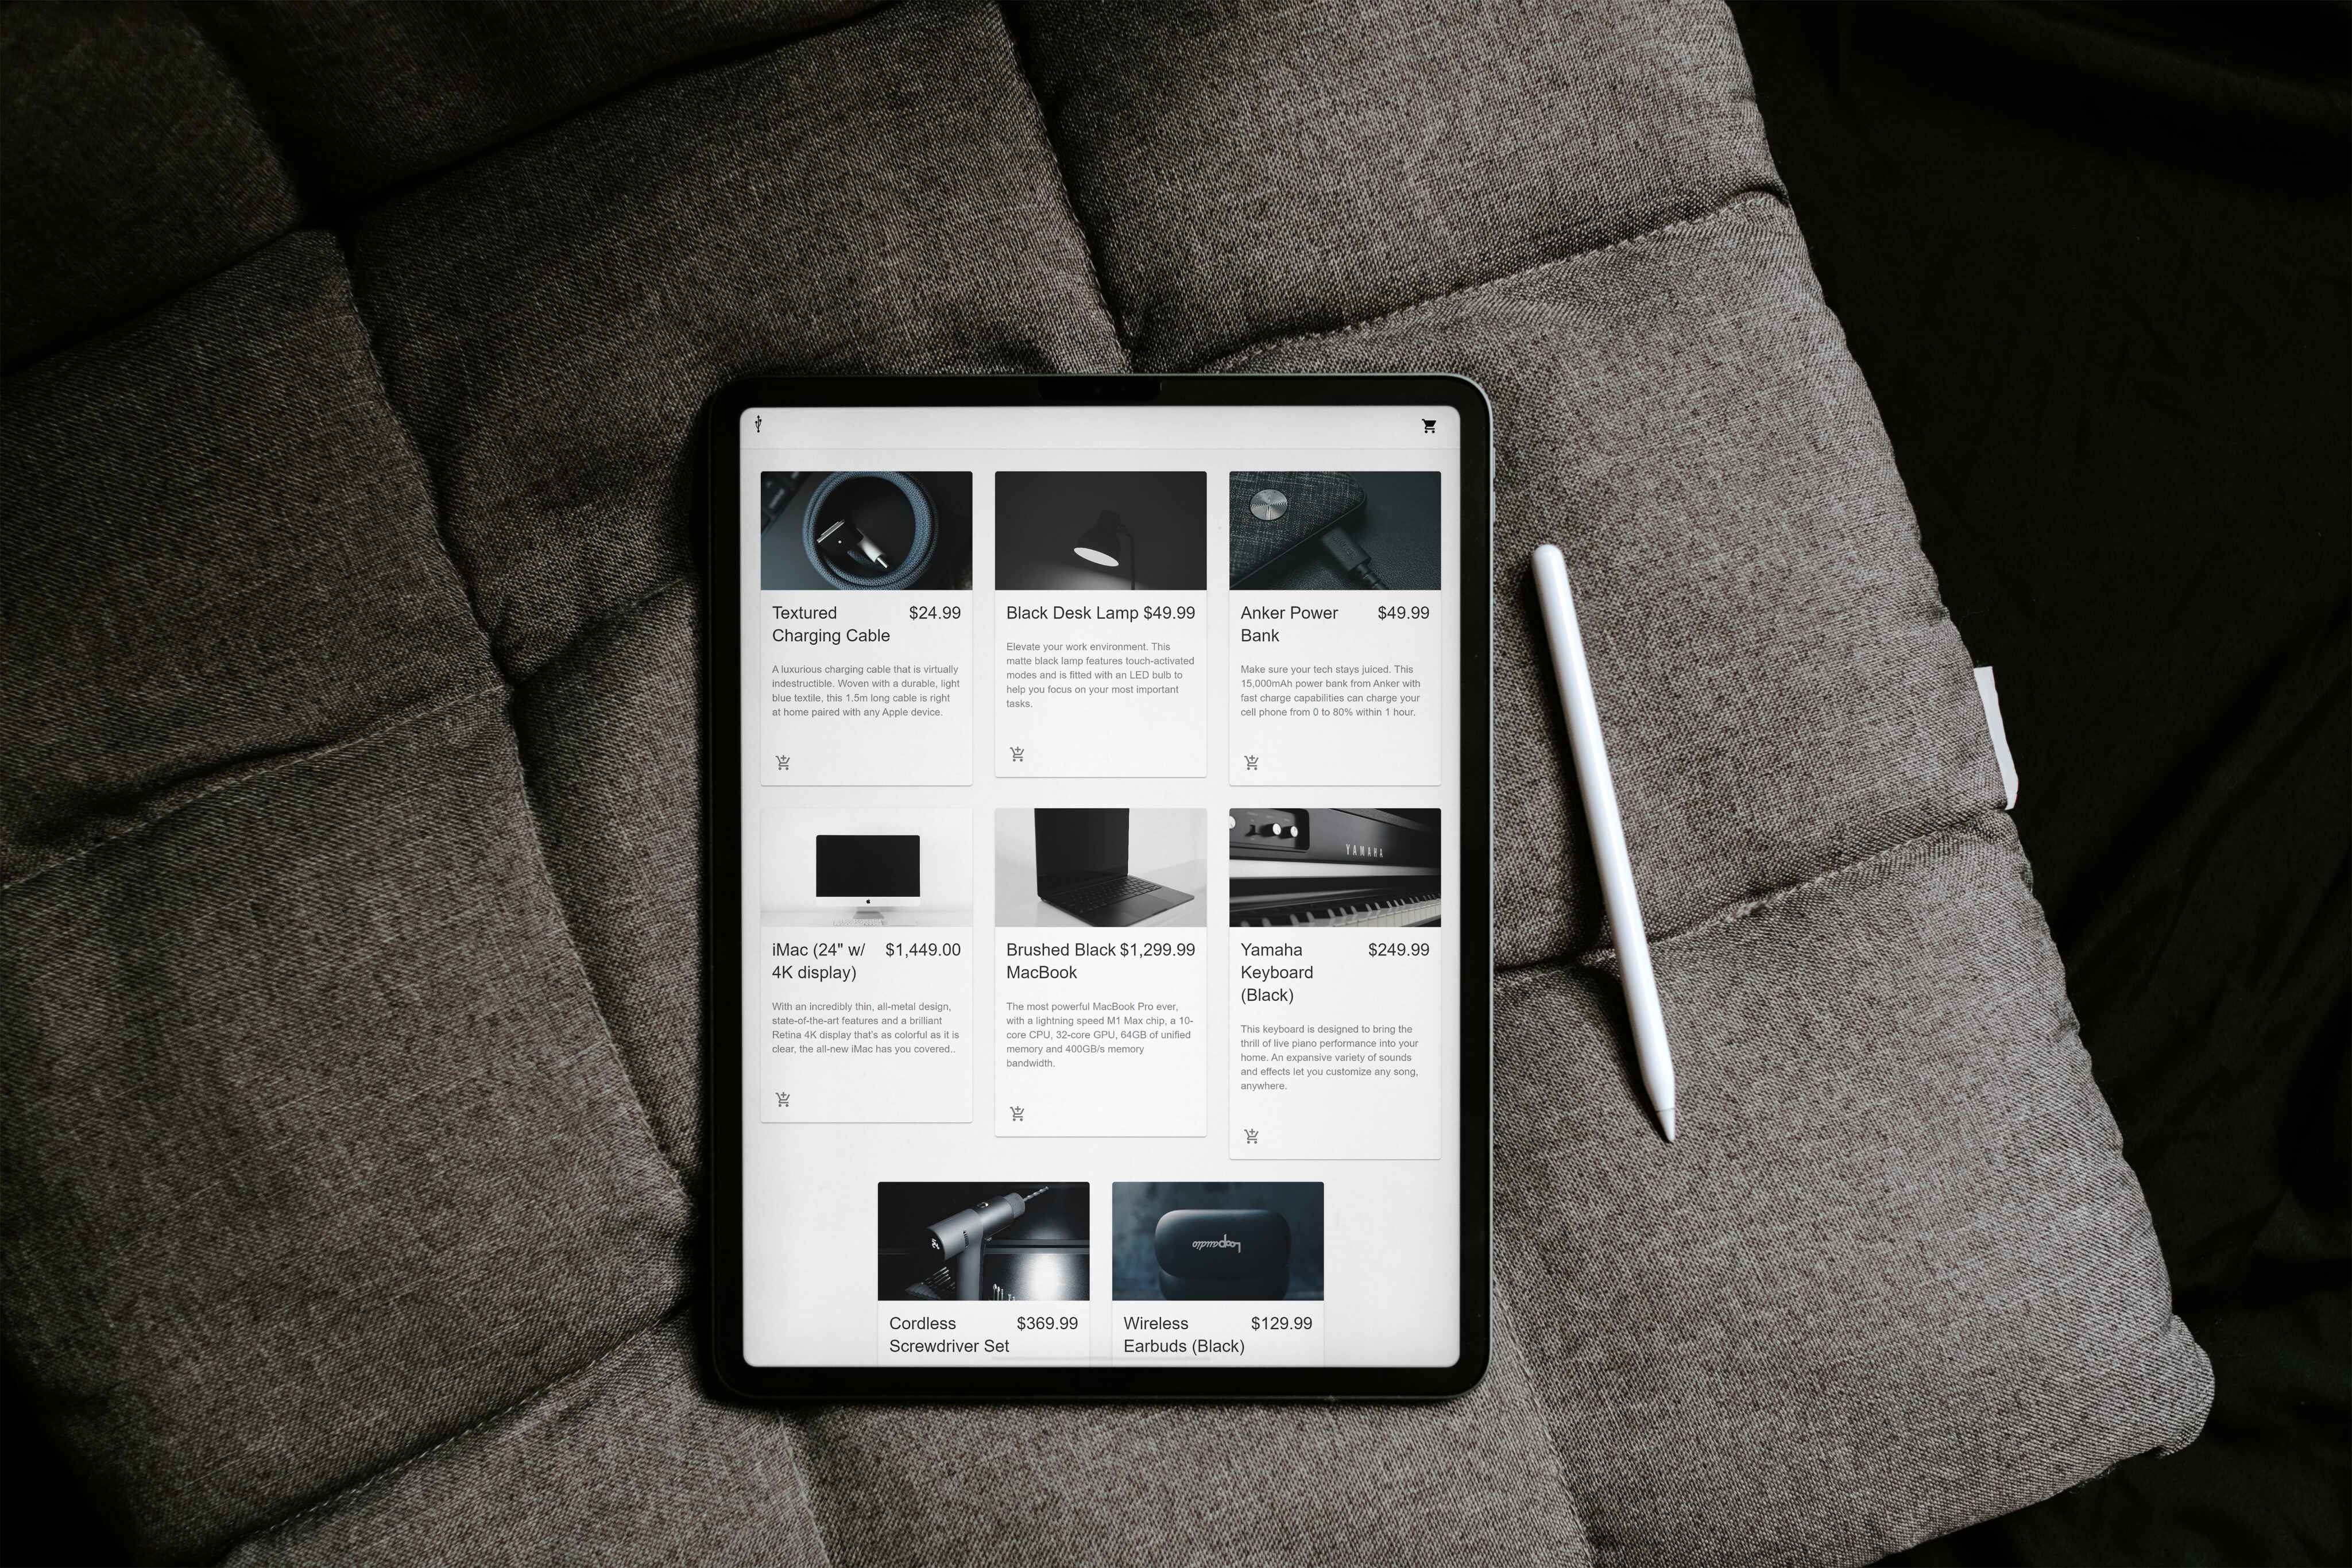 Textured
Charging Cable
$24.99
A luxurious charging cable that is virtually
indestructible. Woven with a durable, light
blue textile, this 1.5m long cable is right
at home paired with any Apple device.
Black Desk Lamp $49.99
Elevate your work environment. This
matte black lamp features touch-activated
modes and is fitted with an LED bulb to
help you focus on your most important
tasks.
Anker Power
Bank
$49.99
Make sure your tech stays juiced. This
15,000mAh power bank from Anker with
fast charge capabilities can charge your
cell phone from 0 to 80% within 1 hour.
iMac (24" w/
4K display)
$1,449.00
With an incredibly thin, all-metal design,
state-of-the-art features and a brilliant
Retina 4K display that's as colorful as it is
clear, the all-new iMac has you covered..
Brushed Black
MacBook
$1,299.99
The most powerful MacBook Pro ever,
with a lightning speed M1 Max chip, a 10-
core CPU, 32-core GPU, 64GB of unified
memory and 400GB/s memory
bandwidth.
YAMAHA
Yamaha
Keyboard
(Black)
$249.99
This keyboard is designed to bring the
thrill of live piano performance into your
home. An expansive variety of sounds
and effects let you customize any song,
anywhere.
Cordless
Screwdriver Set
$369.99
Loopaudio
Wireless
Earbuds (Black)
$129.99